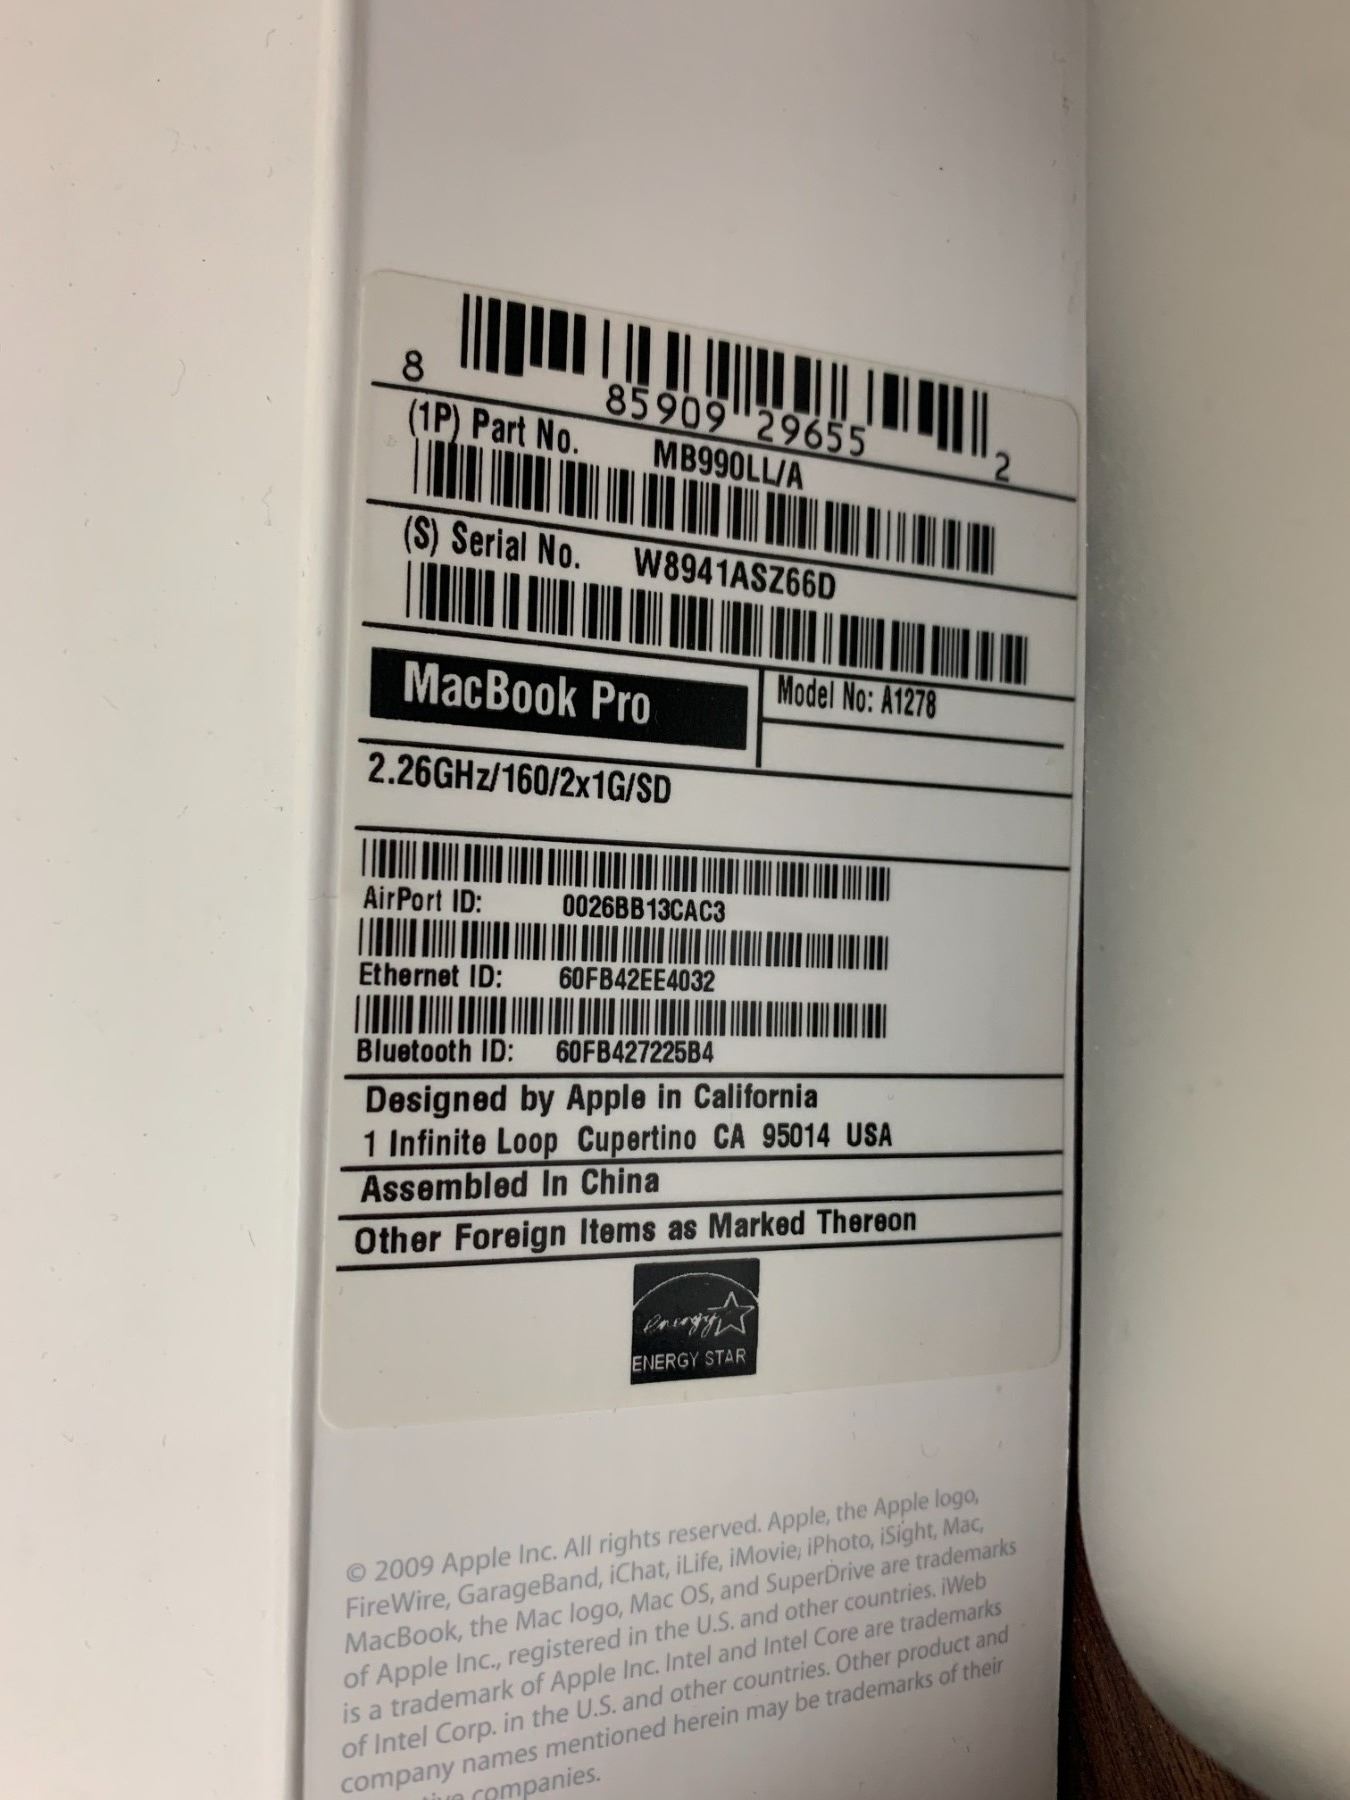 8 85909 29655 2
(1P) Part No. MB990LL/A
(S) Serial No. W8941ASZ66D
MacBook Pro
Model No: A1278
2.26GHz/160/2x1G/SD
AirPort ID: 0026BB13CAC3
Ethernet ID: 60FB42EE4032
Bluetooth ID: 60FB427225B4
Designed by Apple in California
1 Infinite Loop Cupertino CA 95014 USA
Assembled In China
Other Foreign Items as Marked Thereon
energy
ENERGY STAR
© 2009 Apple Inc. All rights reserved. Apple, the Apple logo,
FireWire, GarageBand, iChat, iLife, iMovie, iPhoto, iSight, Mac,
MacBook, the Mac logo, Mac OS, and SuperDrive are trademarks
of Apple Inc., registered in the U.S. and other countries. iWeb
is a trademark of Apple Inc. Intel and Intel Core are trademarks
of Intel Corp. in the U.S. and other countries. Other product and
company names mentioned herein may be trademarks of their
companies.